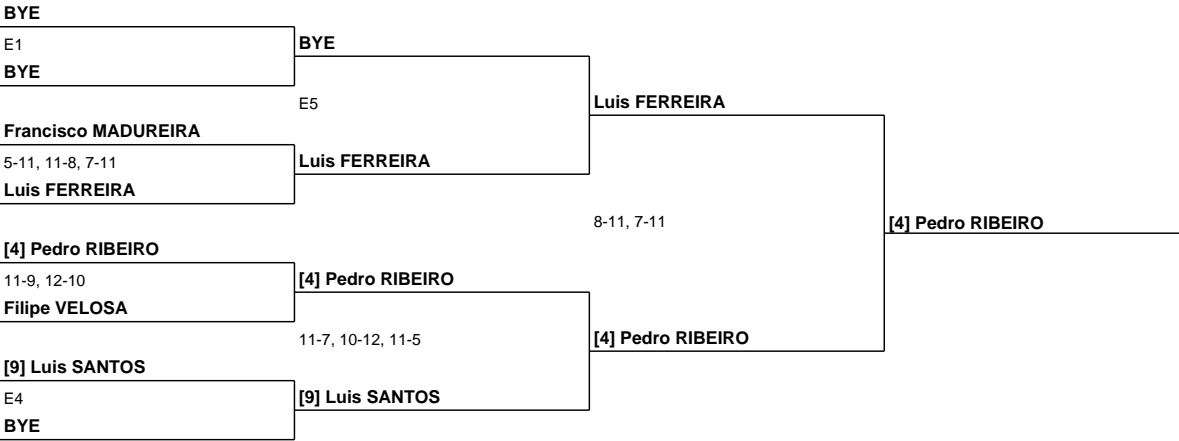 BYE
E1
BYE
BYE
E5
Francisco MADUREIRA
5-11, 11-8, 7-11
Luis FERREIRA
Luis FERREIRA
Luis FERREIRA
8-11, 7-11
[4] Pedro RIBEIRO
[4] Pedro RIBEIRO
11-9, 12-10
Filipe VELOSA
[4] Pedro RIBEIRO
11-7, 10-12, 11-5
[4] Pedro RIBEIRO
[9] Luis SANTOS
E4
BYE
[9] Luis SANTOS